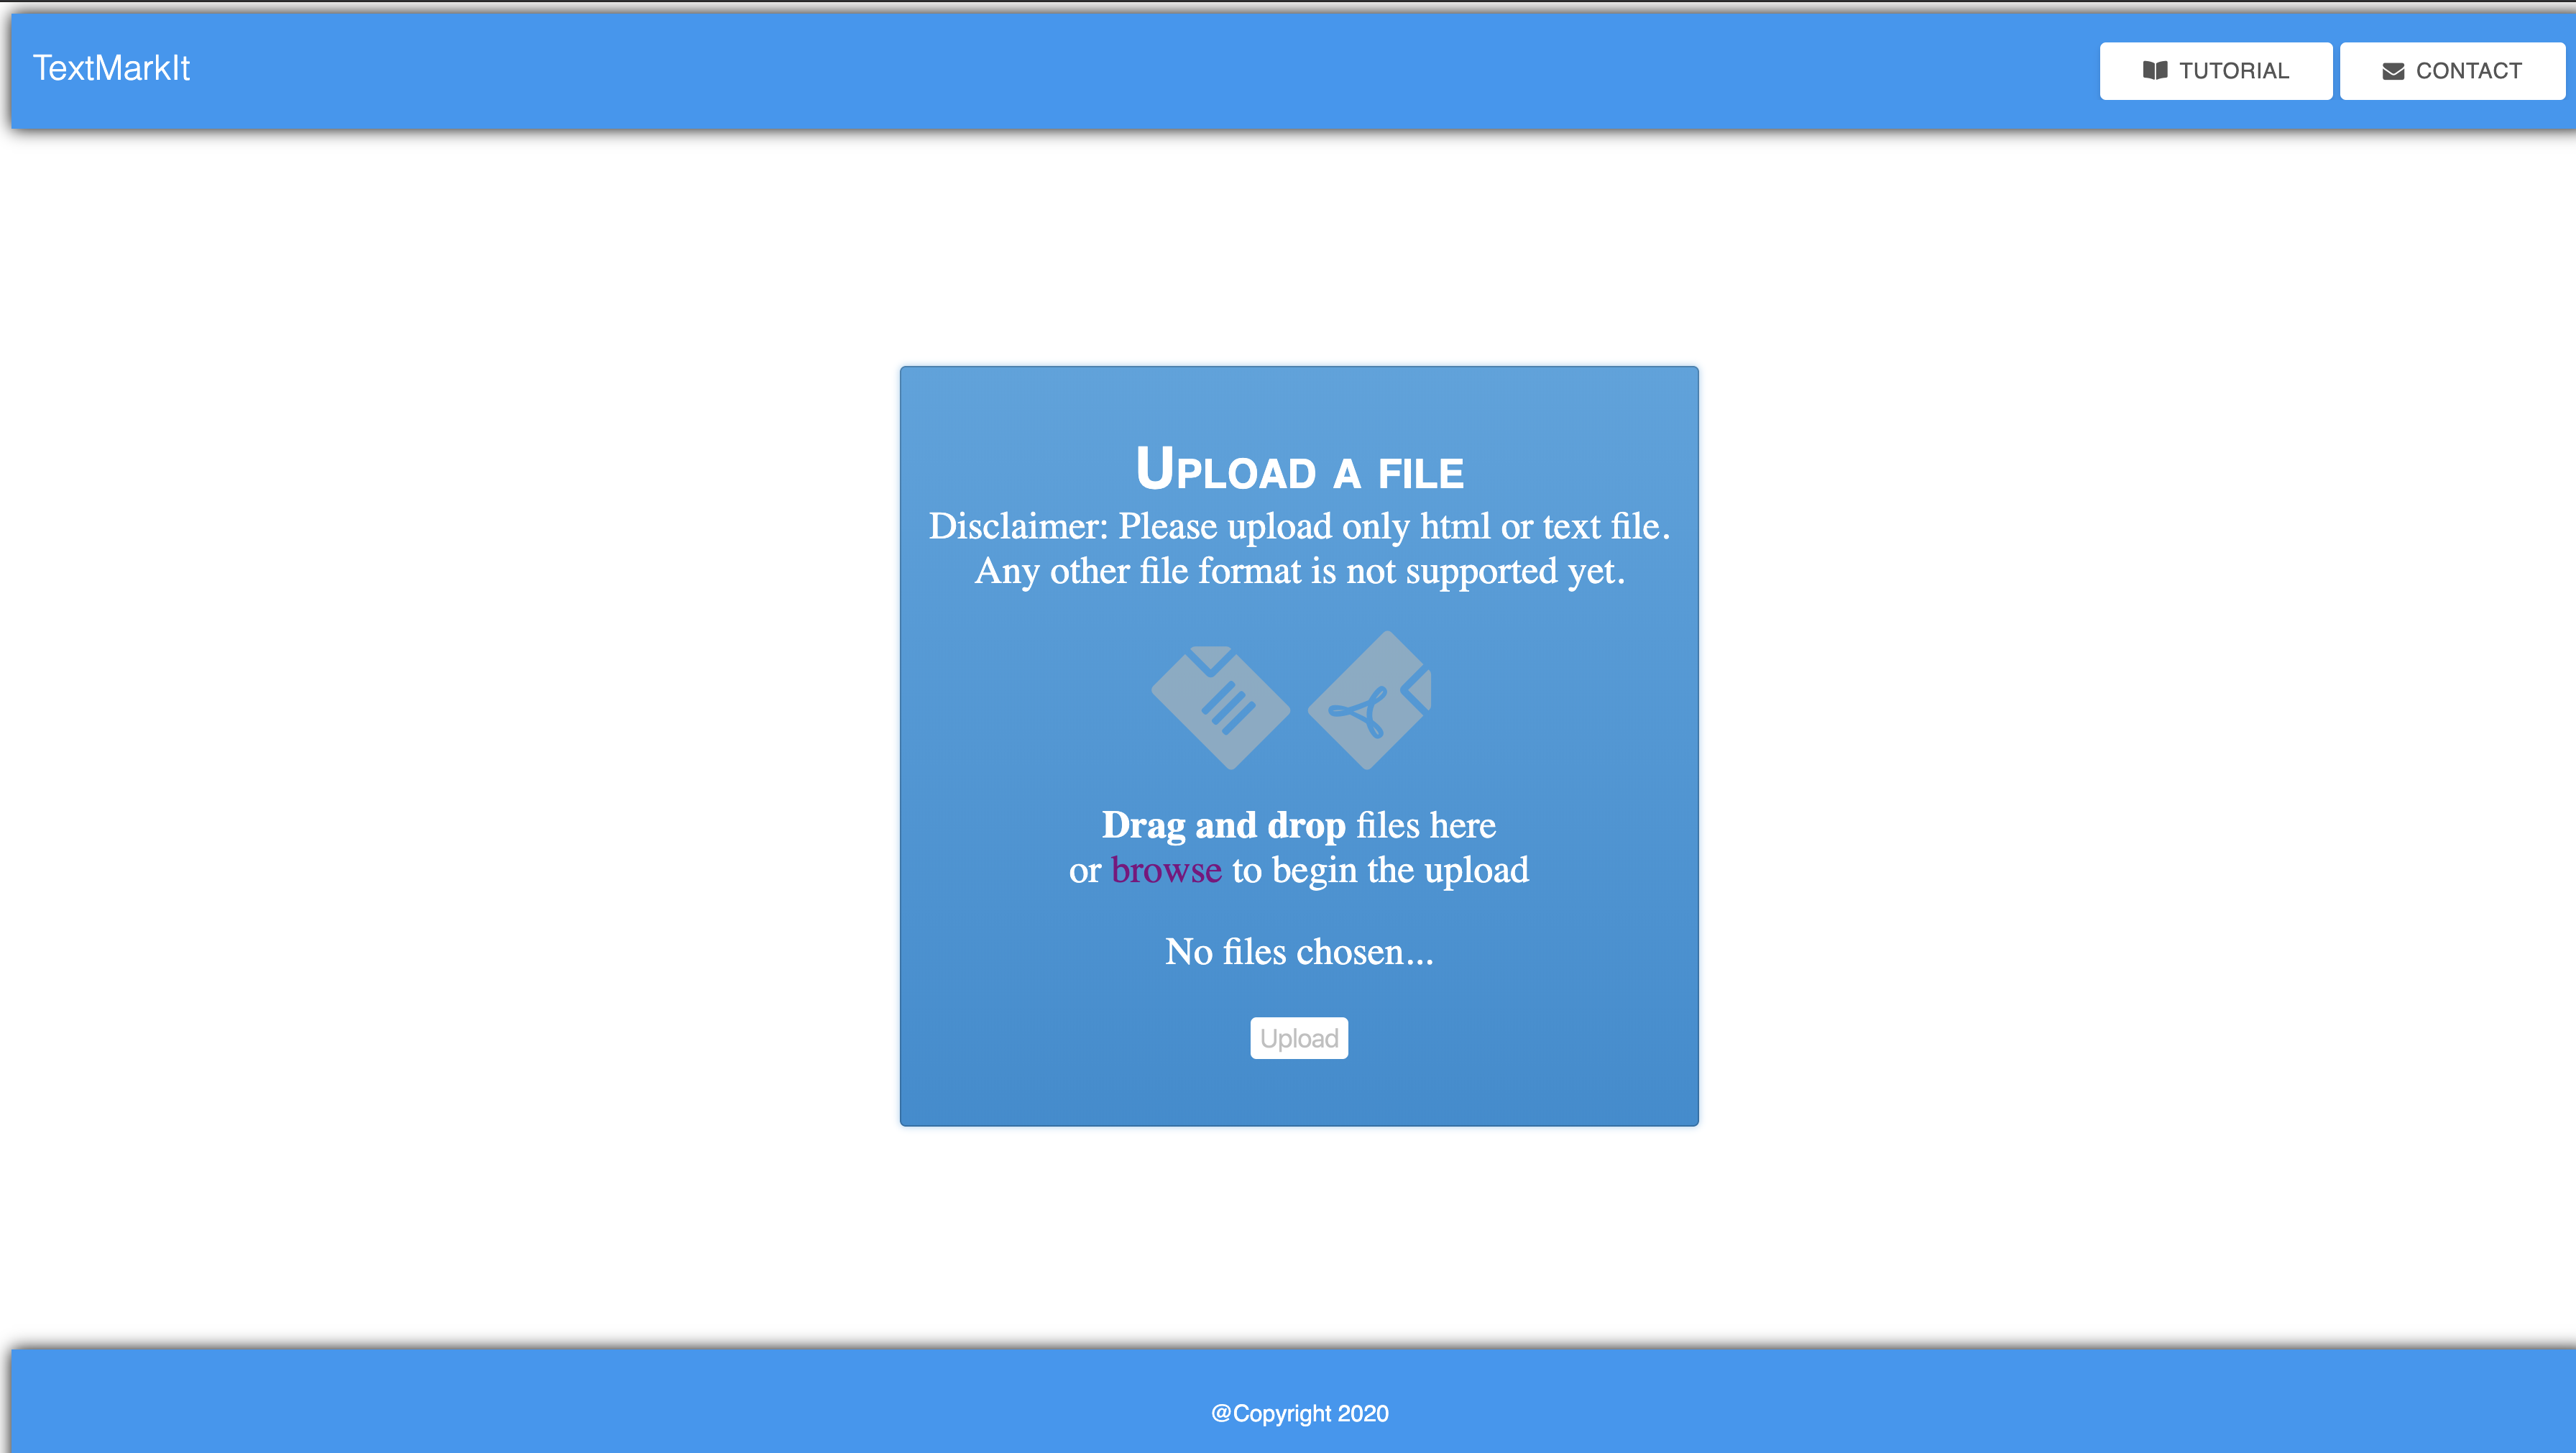 TextMarkIt
TUTORIAL
CONTACT
Upload a file
Disclaimer: Please upload only html or text file.
Any other file format is not supported yet.
Drag and drop files here
or browse to begin the upload
No files chosen...
Upload
@Copyright 2020